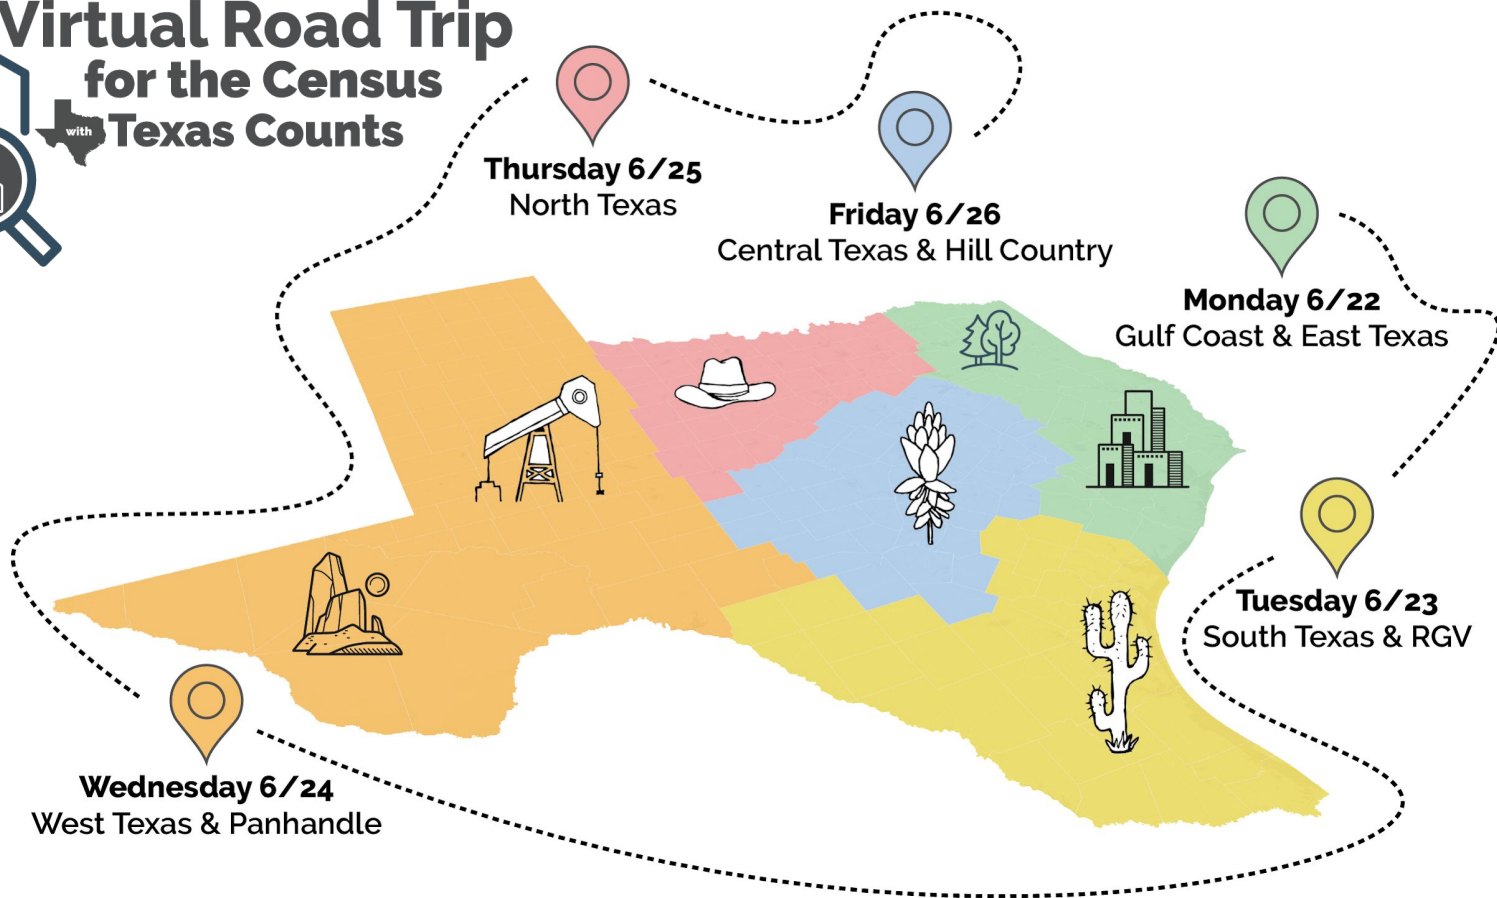 Virtual Road Trip
for the Census
with Texas Counts
Thursday 6/25
North Texas
Friday 6/26
Central Texas & Hill Country
Monday 6/22
Gulf Coast & East Texas
Tuesday 6/23
South Texas & RGV
Wednesday 6/24
West Texas & Panhandle